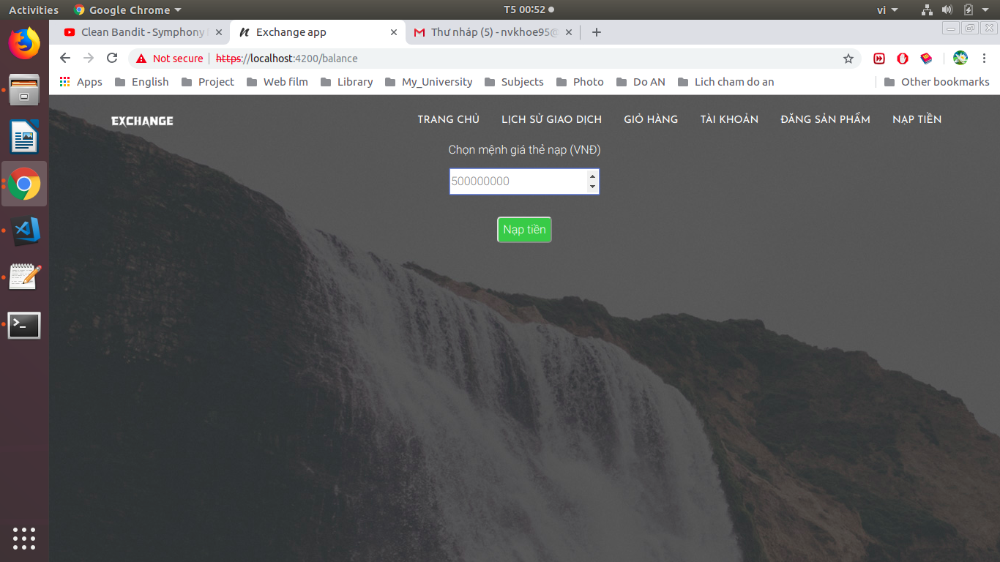 Activities Google Chrome T5 00:52 vi
Clean Bandit - Symphony Exchange app Thư nháp (5) - nvkhoe95@
Not secure https://localhost:4200/balance
Apps English Project Web film Library My_University Subjects Photo Do AN Lich cham do an Other bookmarks
EXCHANGE TRANG CHỦ LỊCH SỬ GIAO DỊCH GIỎ HÀNG TÀI KHOẢN ĐĂNG SẢN PHẨM NẠP TIỀN
Chọn mệnh giá thẻ nạp (VNĐ)
500000000
Nạp tiền